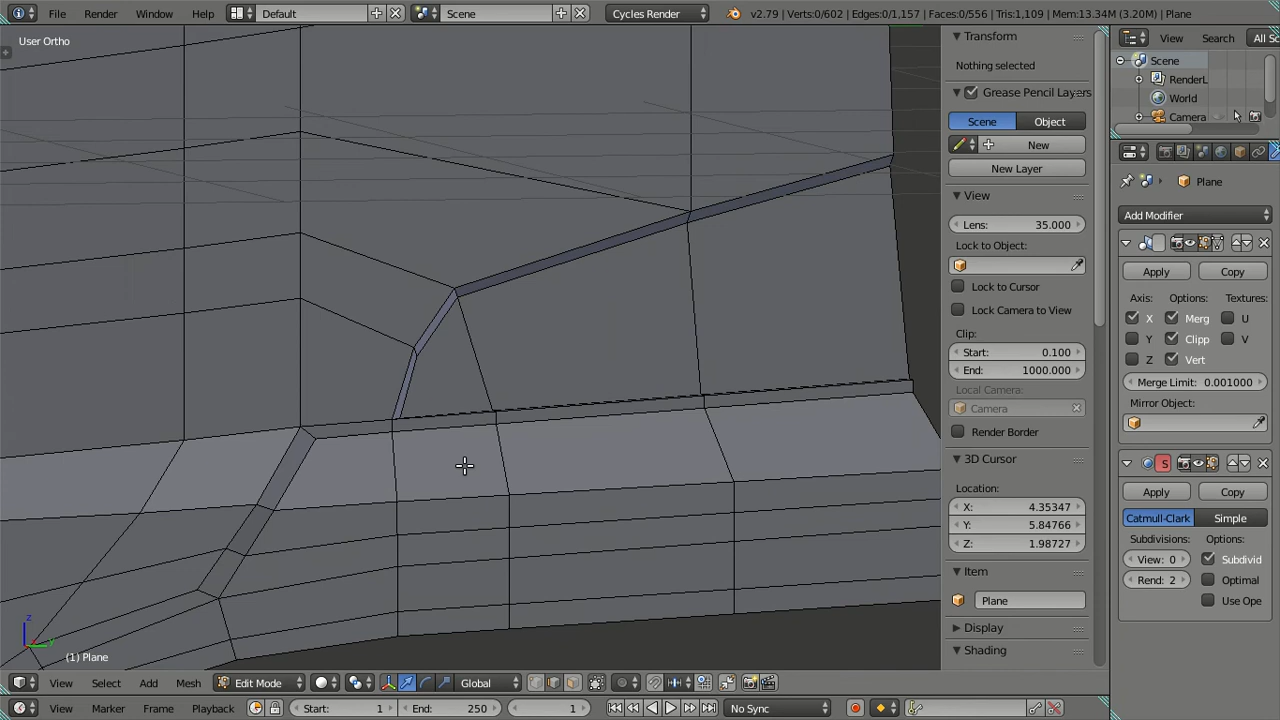 File Render Window Help Default Scene Cycles Render v2.79 | Verts:0/602 | Edges:0/1,157 | Faces:0/556 | Tris:1,109 | Mem:13.34M (3.20M) | Plane
User Ortho
Transform
Nothing selected
Grease Pencil Layers
Scene Object
New
New Layer
View
Lens: 35.000
Lock to Object:
Lock to Cursor
Lock Camera to View
Clip:
Start: 0.100
End: 1000.000
Local Camera:
Camera
Render Border
3D Cursor
Location:
X: 4.35347
Y: 5.84766
Z: 1.98727
Item
Plane
Display
Shading
View Search All Sc
Scene
RenderL
World
Camera
Plane
Add Modifier
Apply Copy
Axis: Options: Textures:
X Merg U
Y Clipp V
Z Vert
Merge Limit: 0.001000
Mirror Object:
S
Apply Copy
Catmull-Clark Simple
Subdivisions: Options:
View: 0 Subdivid
Rend: 2 Optimal
Use Ope
z
y
(1) Plane
View Select Add Mesh Edit Mode Global
View Marker Frame Playback Start: 1 End: 250 1 No Sync